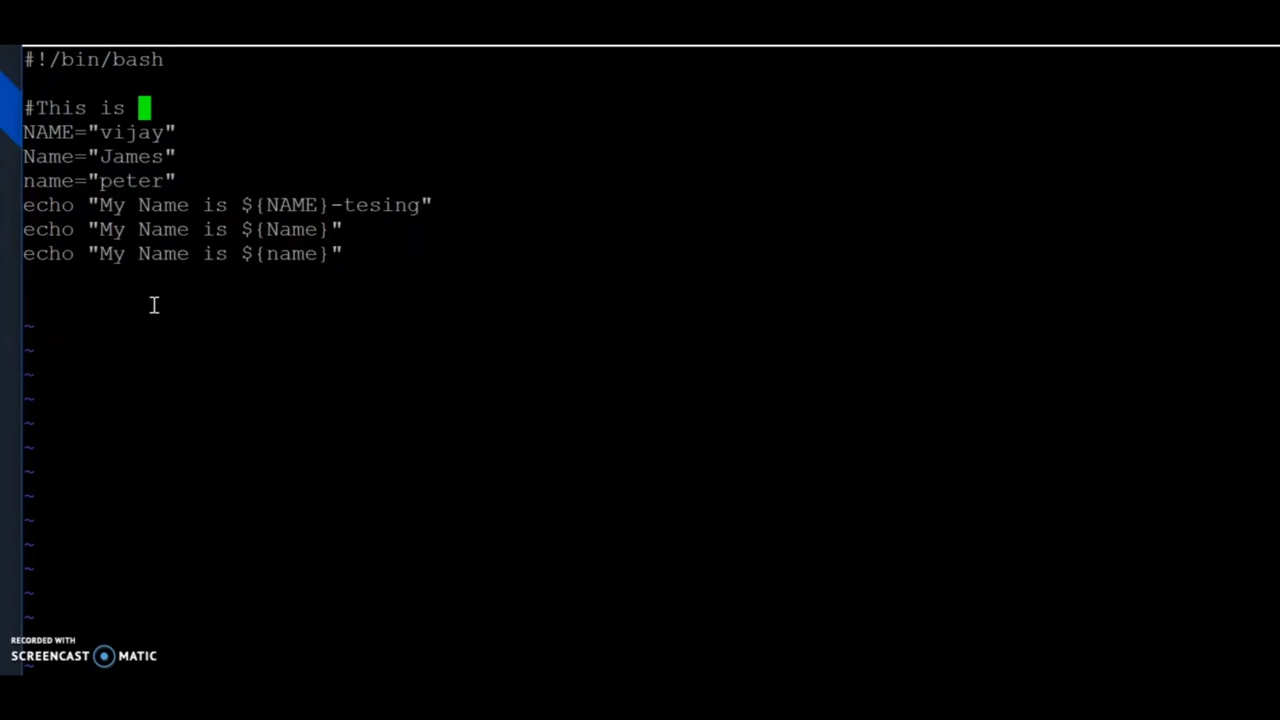 #!/bin/bash
#This is
NAME="vijay"
Name="James"
name="peter"
echo "My Name is ${NAME}-tesing"
echo "My Name is ${Name}"
echo "My Name is ${name}"
~
~
~
~
~
~
~
~
~
~
~
~
~
~
RECORDED WITH
SCREENCAST MATIC